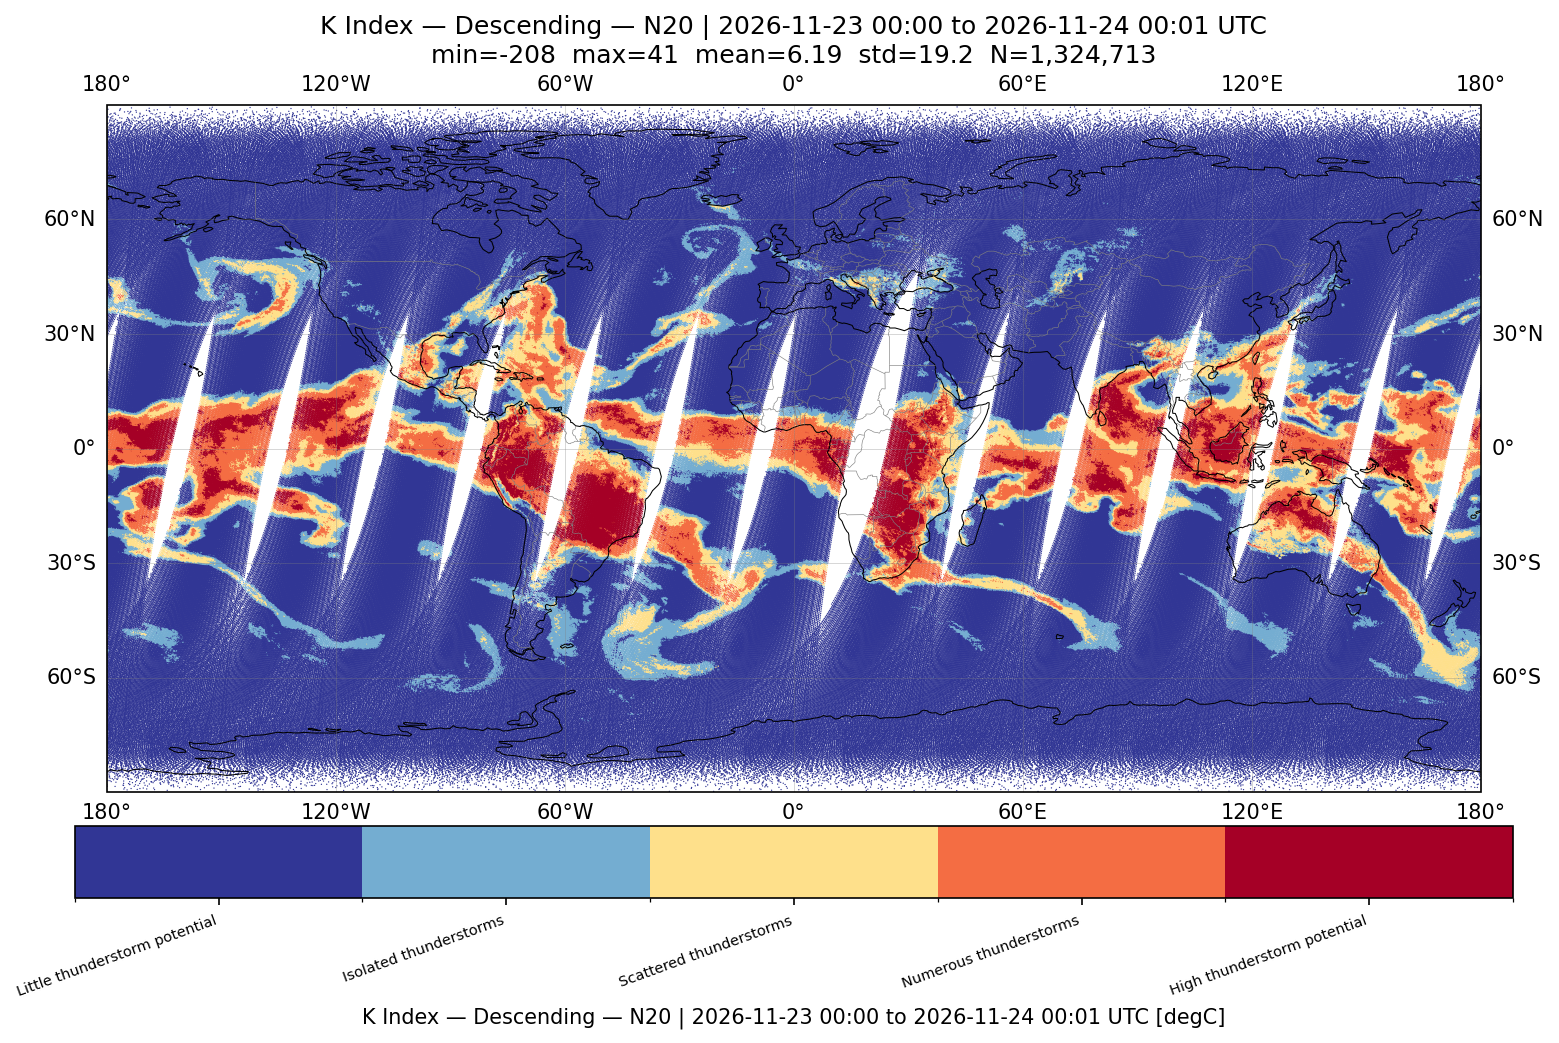 K Index — Descending — N20 | 2026-11-23 00:00 to 2026-11-24 00:01 UTC
min=-208 max=41 mean=6.19 std=19.2 N=1,324,713
180° 120°W 60°W 0° 60°E 120°E 180°
60°N 60°N
30°N 30°N
0° 0°
30°S 30°S
60°S 60°S
180° 120°W 60°W 0° 60°E 120°E 180°
Little thunderstorm potential
Isolated thunderstorms
Scattered thunderstorms
Numerous thunderstorms
High thunderstorm potential
K Index — Descending — N20 | 2026-11-23 00:00 to 2026-11-24 00:01 UTC [degC]